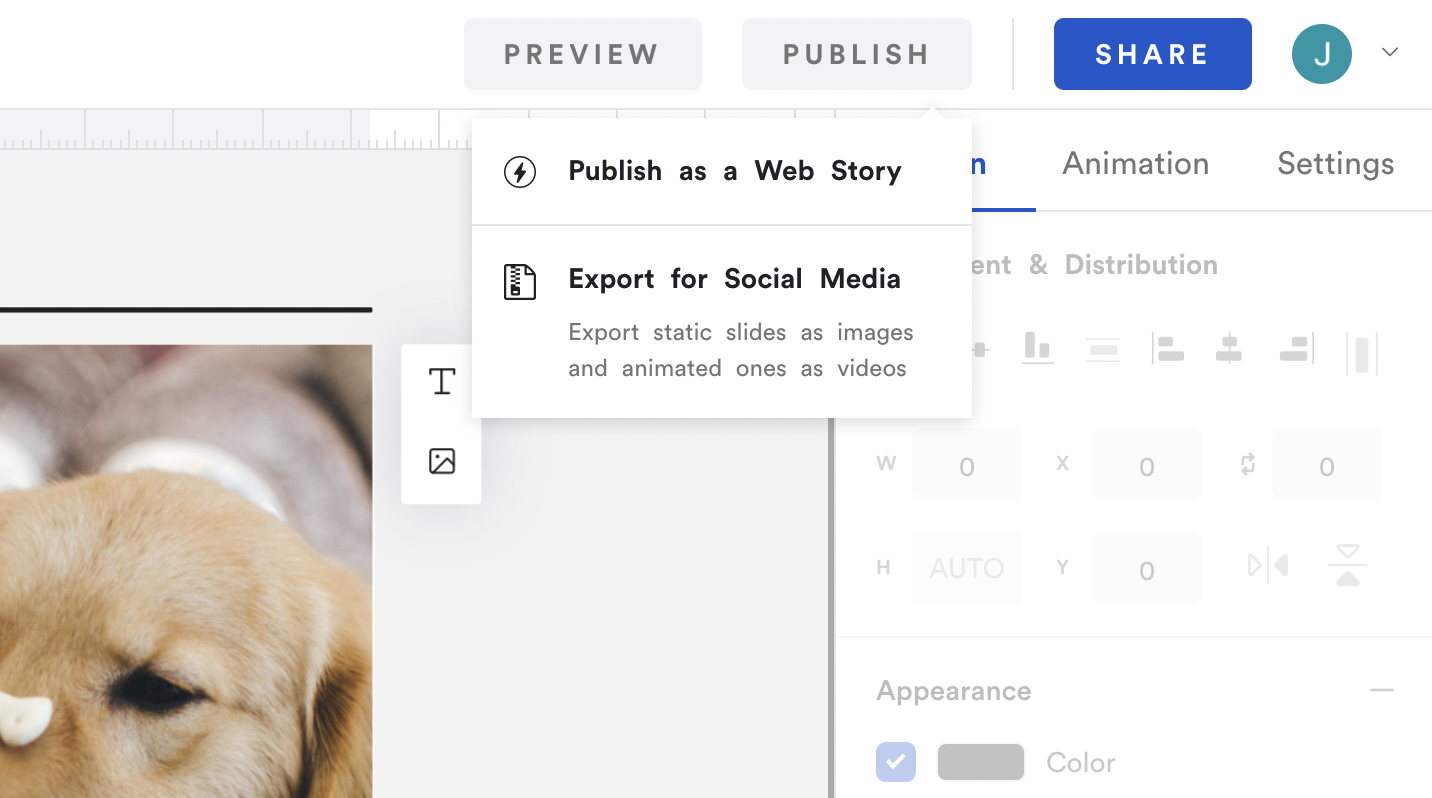 PREVIEW
PUBLISH
SHARE
J
Publish as a Web Story
Export for Social Media
Export static slides as images
and animated ones as videos
T
n
Animation
Settings
ent & Distribution
W
0
X
0
0
H
AUTO
Y
0
Appearance
Color